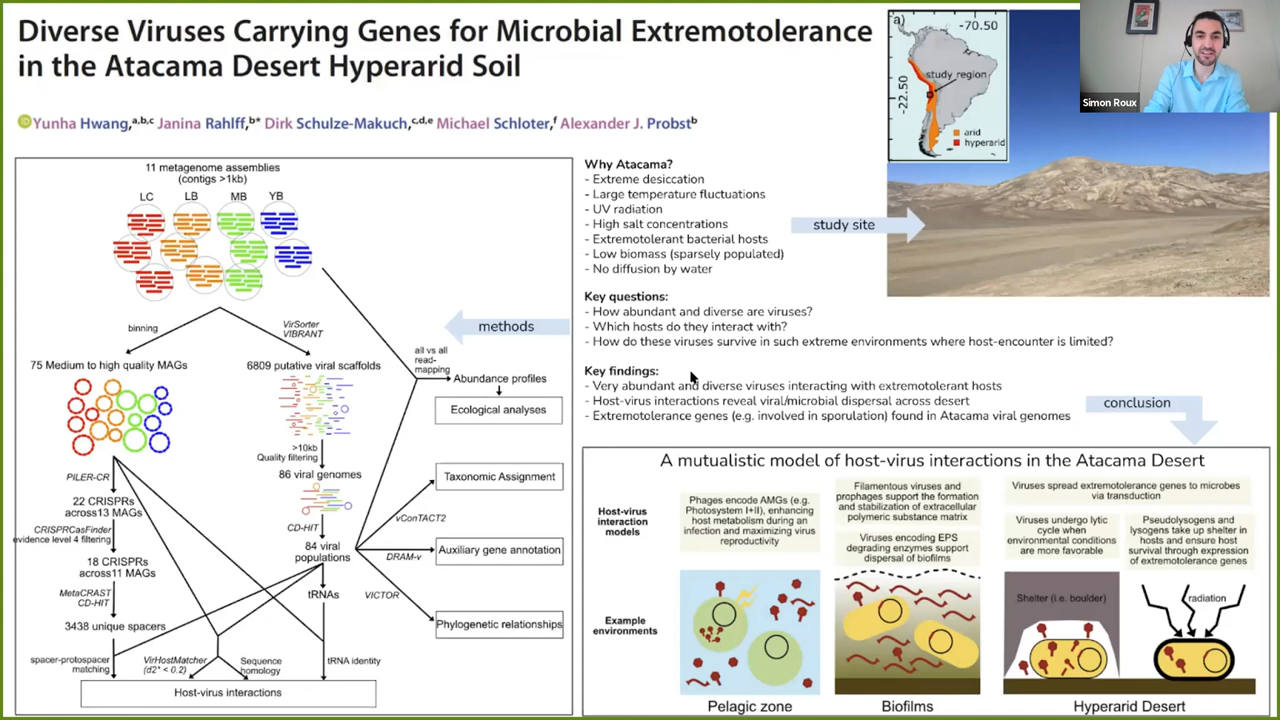 Diverse Viruses Carrying Genes for Microbial Extremotolerance
in the Atacama Desert Hyperarid Soil
Yunha Hwang,a,b,c Janina Rahlff,b* Dirk Schulze-Makuch,c,d,e Michael Schloter,f Alexander J. Probstb
a)
-70.50
-22.50
study region
arid
hyperarid
Simon Roux
11 metagenome assemblies
(contigs >1kb)
LC LB MB YB
binning
VirSorter
VIBRANT
75 Medium to high quality MAGs
6809 putative viral scaffolds
methods
all vs all
read-
mapping
Abundance profiles
Ecological analyses
>10kb
Quality filtering
86 viral genomes
PILER-CR
22 CRISPRs
across13 MAGs
CRISPRCasFinder
evidence level 4 filtering
18 CRISPRs
across11 MAGs
MetaCRAST
CD-HIT
3438 unique spacers
CD-HIT
84 viral
populations
tRNAs
vConTACT2
Taxonomic Assignment
DRAM-v
Auxiliary gene annotation
VICTOR
Phylogenetic relationships
spacer-protospacer
matching
VirHostMatcher
(d2* < 0.2)
Sequence
homology
tRNA identity
Host-virus interactions
Why Atacama?
- Extreme desiccation
- Large temperature fluctuations
- UV radiation
- High salt concentrations
- Extremotolerant bacterial hosts
- Low biomass (sparsely populated)
- No diffusion by water
study site
Key questions:
- How abundant and diverse are viruses?
- Which hosts do they interact with?
- How do these viruses survive in such extreme environments where host-encounter is limited?
Key findings:
- Very abundant and diverse viruses interacting with extremotolerant hosts
- Host-virus interactions reveal viral/microbial dispersal across desert
- Extremotolerance genes(e.g. involved in sporulation) found in Atacama viral genomes
conclusion
A mutualistic model of host-virus interactions in the Atacama Desert
Host-virus
interaction
models
Phages encode AMGs (e.g.
Photosystem I+II), enhancing
host metabolism during an
infection and maximizing virus
reproductivity
Filamentous viruses and
prophages support the formation
and stabilization of extracellular
polymeric substance matrix
Viruses encoding EPS
degrading enzymes support
dispersal of biofilms
Viruses spread extremotolerance genes to microbes
via transduction
Viruses undergo lytic
cycle when
environmental conditions
are more favorable
Pseudolysogens and
lysogens take up shelter in
hosts and ensure host
survival through expression
of extremotolerance genes
Example
environments
Shelter (i.e. boulder)
radiation
Pelagic zone
Biofilms
Hyperarid Desert